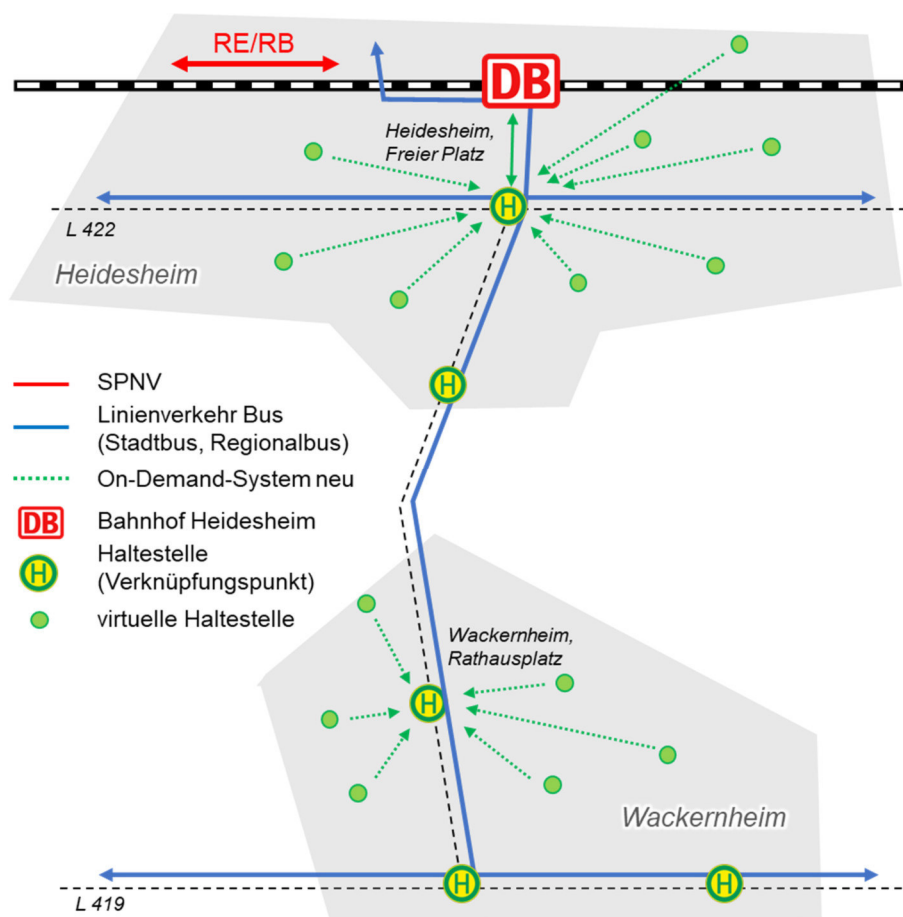 RE/RB
DB
Heidesheim,
Freier Platz
H
L 422
Heidesheim
H
SPNV
Linienverkehr Bus
(Stadtbus, Regionalbus)
On-Demand-System neu
DB Bahnhof Heidesheim
Haltestelle
H (Verknüpfungspunkt)
virtuelle Haltestelle
Wackernheim,
Rathausplatz
H
Wackernheim
H
H
L 419